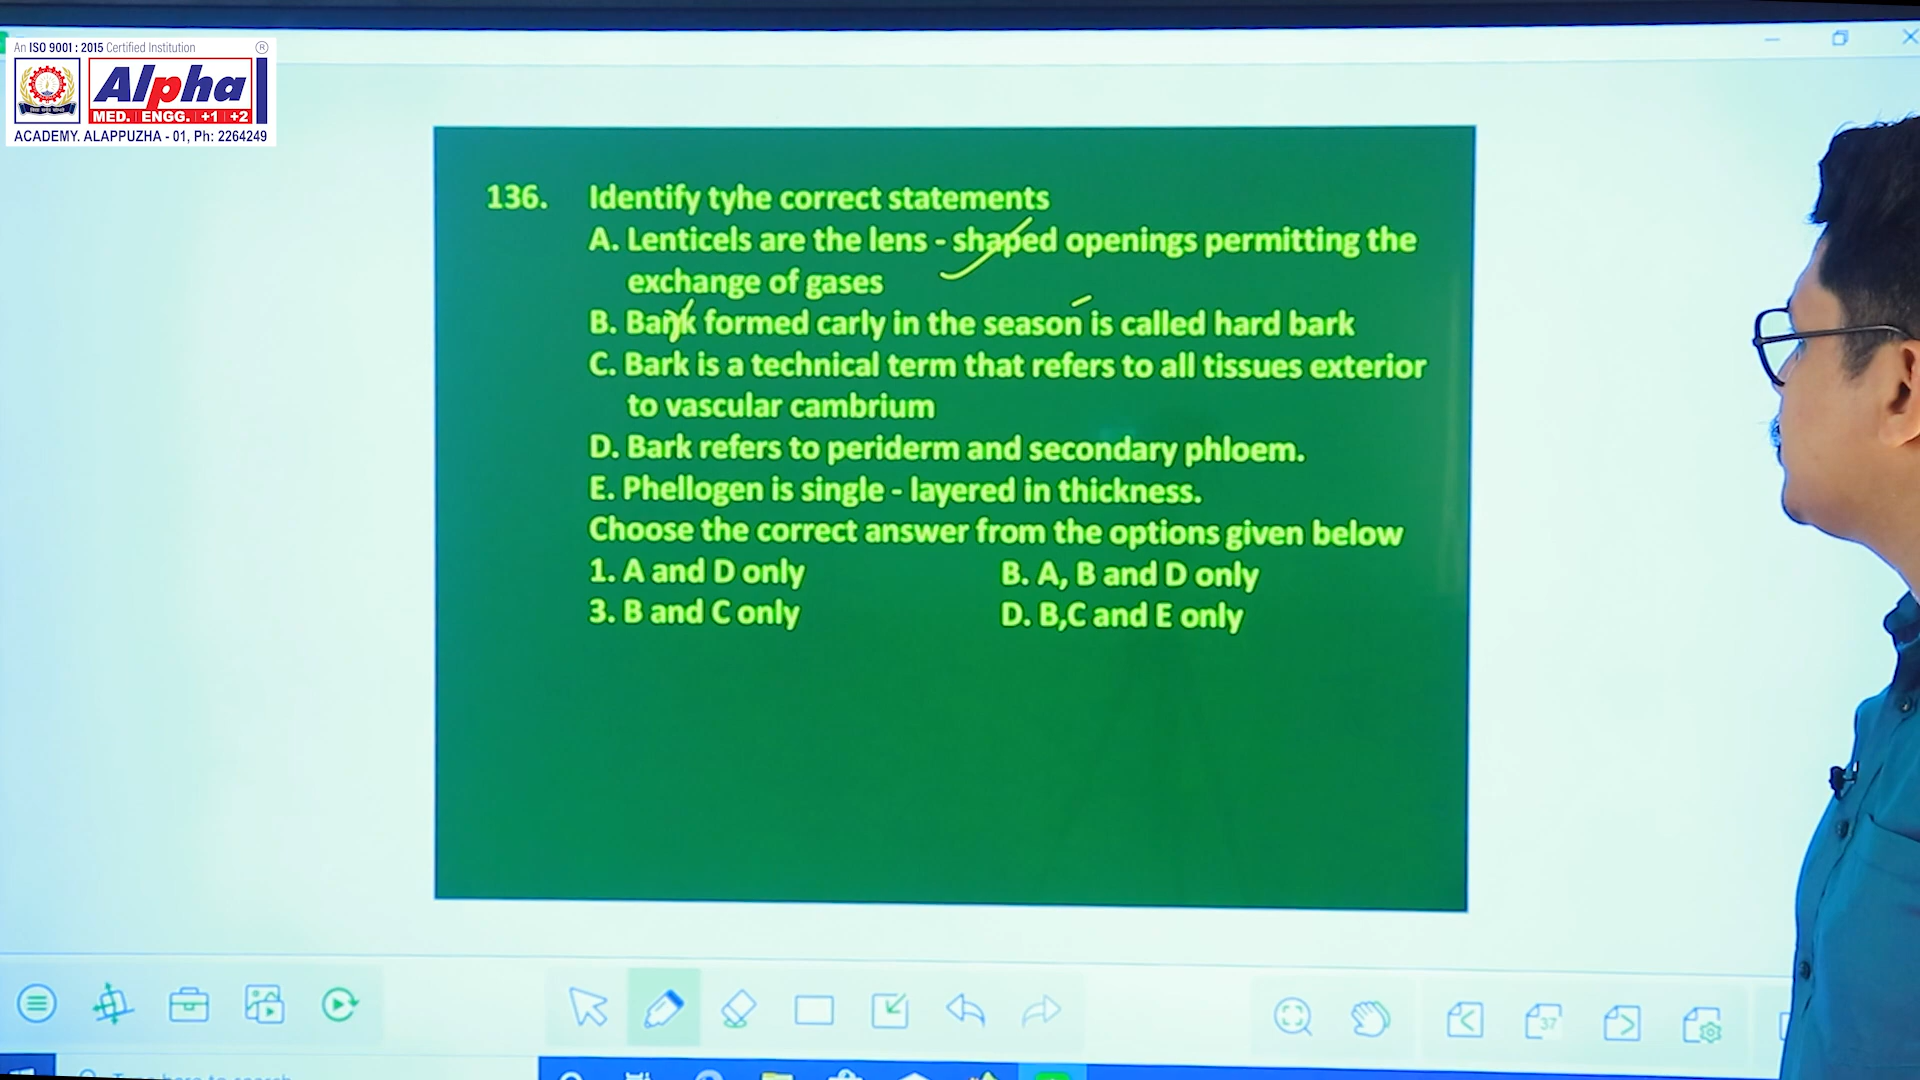 An ISO 9001 : 2015 Certified Institution ®
Alpha
MED. ENGG. +1 +2
ACADEMY. ALAPPUZHA - 01, Ph: 2264249
136. Identify tyhe correct statements
A. Lenticels are the lens - shaped openings permitting the
exchange of gases
B. Bark formed carly in the season is called hard bark
C. Bark is a technical term that refers to all tissues exterior
to vascular cambrium
D. Bark refers to periderm and secondary phloem.
E. Phellogen is single - layered in thickness.
Choose the correct answer from the options given below
1. A and D only B. A, B and D only
3. B and C only D. B,C and E only
37